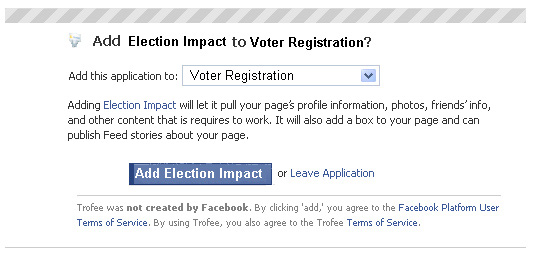 Add Election Impact to Voter Registration?
Add this application to: Voter Registration
Adding Election Impact will let it pull your page's profile information, photos, friends' info,
and other content that is requires to work. It will also add a box to your page and can
publish Feed stories about your page.
Add Election Impact or Leave Application
Trofee was not created by Facebook. By clicking 'add,' you agree to the Facebook Platform User
Terms of Service. By using Trofee, you also agree to the Trofee Terms of Service.